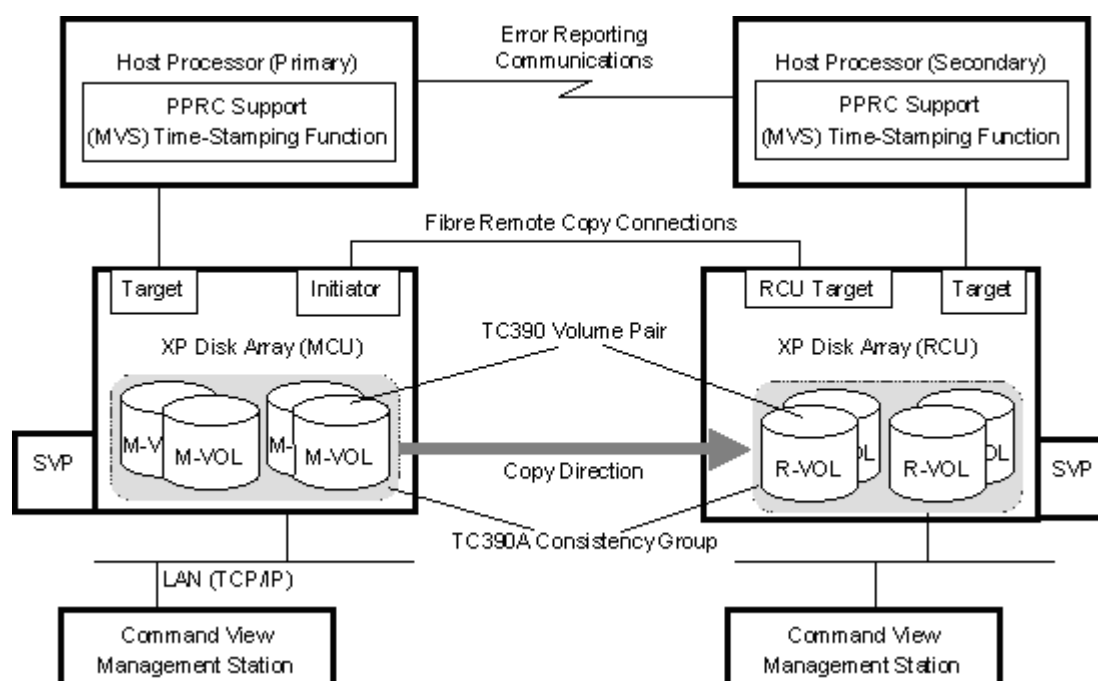 Error Reporting
Communications
Host Processor (Primary)
PPRC Support
(MVS) Time-Stamping Function
Host Processor (Secondary)
PPRC Support
(MVS) Time-Stamping Function
Fibre Remote Copy Connections
Target
Initiator
RCU Target
Target
XP Disk Array (MCU)
TC390 Volume Pair
XP Disk Array (RCU)
M-V
M-VOL
M-
M-VOL
R-VOL
OL
R-VOL
OL
SVP
Copy Direction
SVP
TC390A Consistency Group
LAN (TCP/IP)
Command View
Management Station
Command View
Management Station